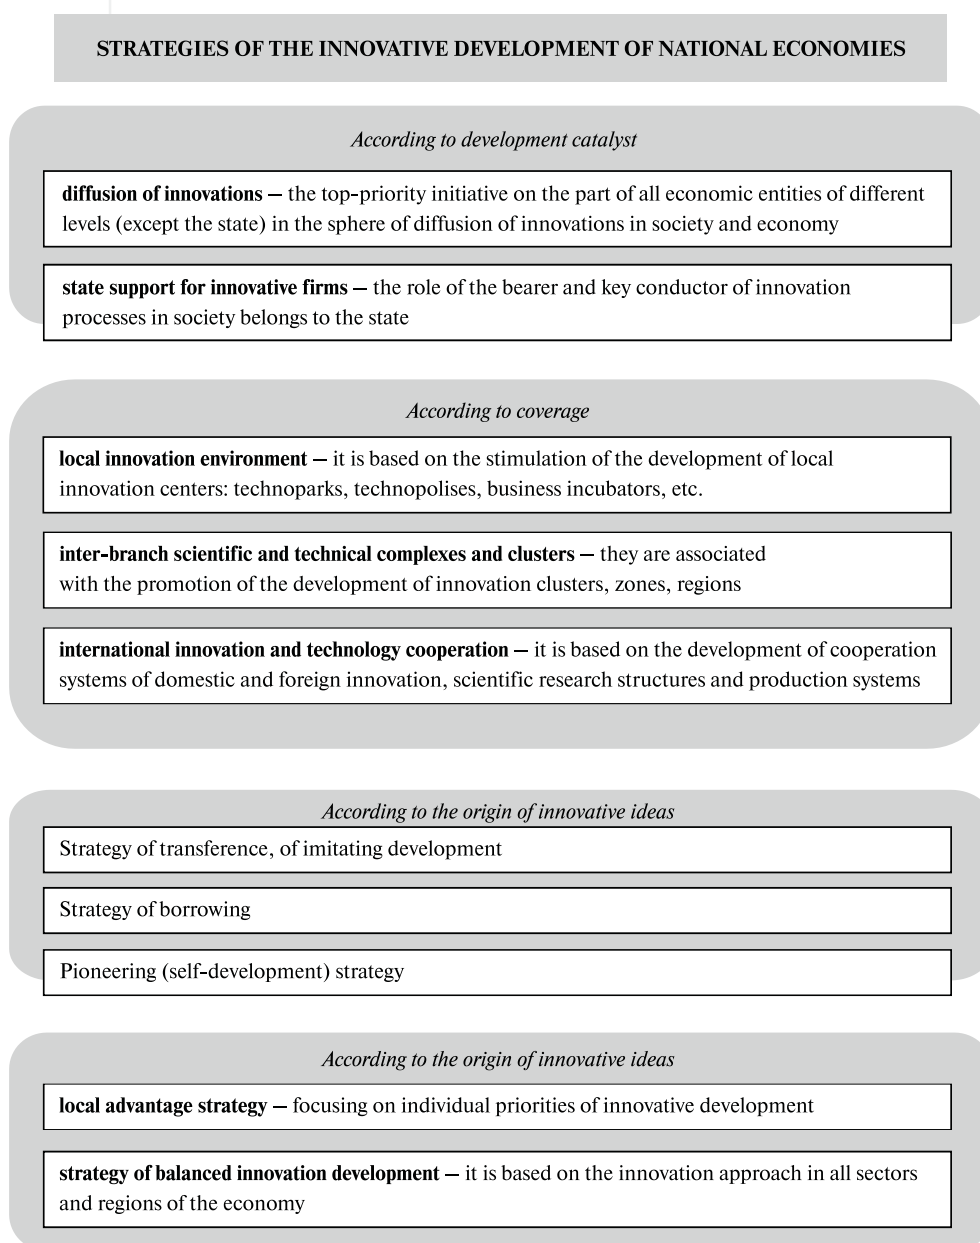 STRATEGIES OF THE INNOVATIVE DEVELOPMENT OF NATIONAL ECONOMIES
According to development catalyst
diffusion of innovations – the top-priority initiative on the part of all economic entities of different
levels (except the state) in the sphere of diffusion of innovations in society and economy
state support for innovative firms – the role of the bearer and key conductor of innovation
processes in society belongs to the state
According to coverage
local innovation environment – it is based on the stimulation of the development of local
innovation centers: technoparks, technopolises, business incubators, etc.
inter-branch scientific and technical complexes and clusters – they are associated
with the promotion of the development of innovation clusters, zones, regions
international innovation and technology cooperation – it is based on the development of cooperation
systems of domestic and foreign innovation, scientific research structures and production systems
According to the origin of innovative ideas
Strategy of transference, of imitating development
Strategy of borrowing
Pioneering (self-development) strategy
According to the origin of innovative ideas
local advantage strategy – focusing on individual priorities of innovative development
strategy of balanced innovation development – it is based on the innovation approach in all sectors
and regions of the economy